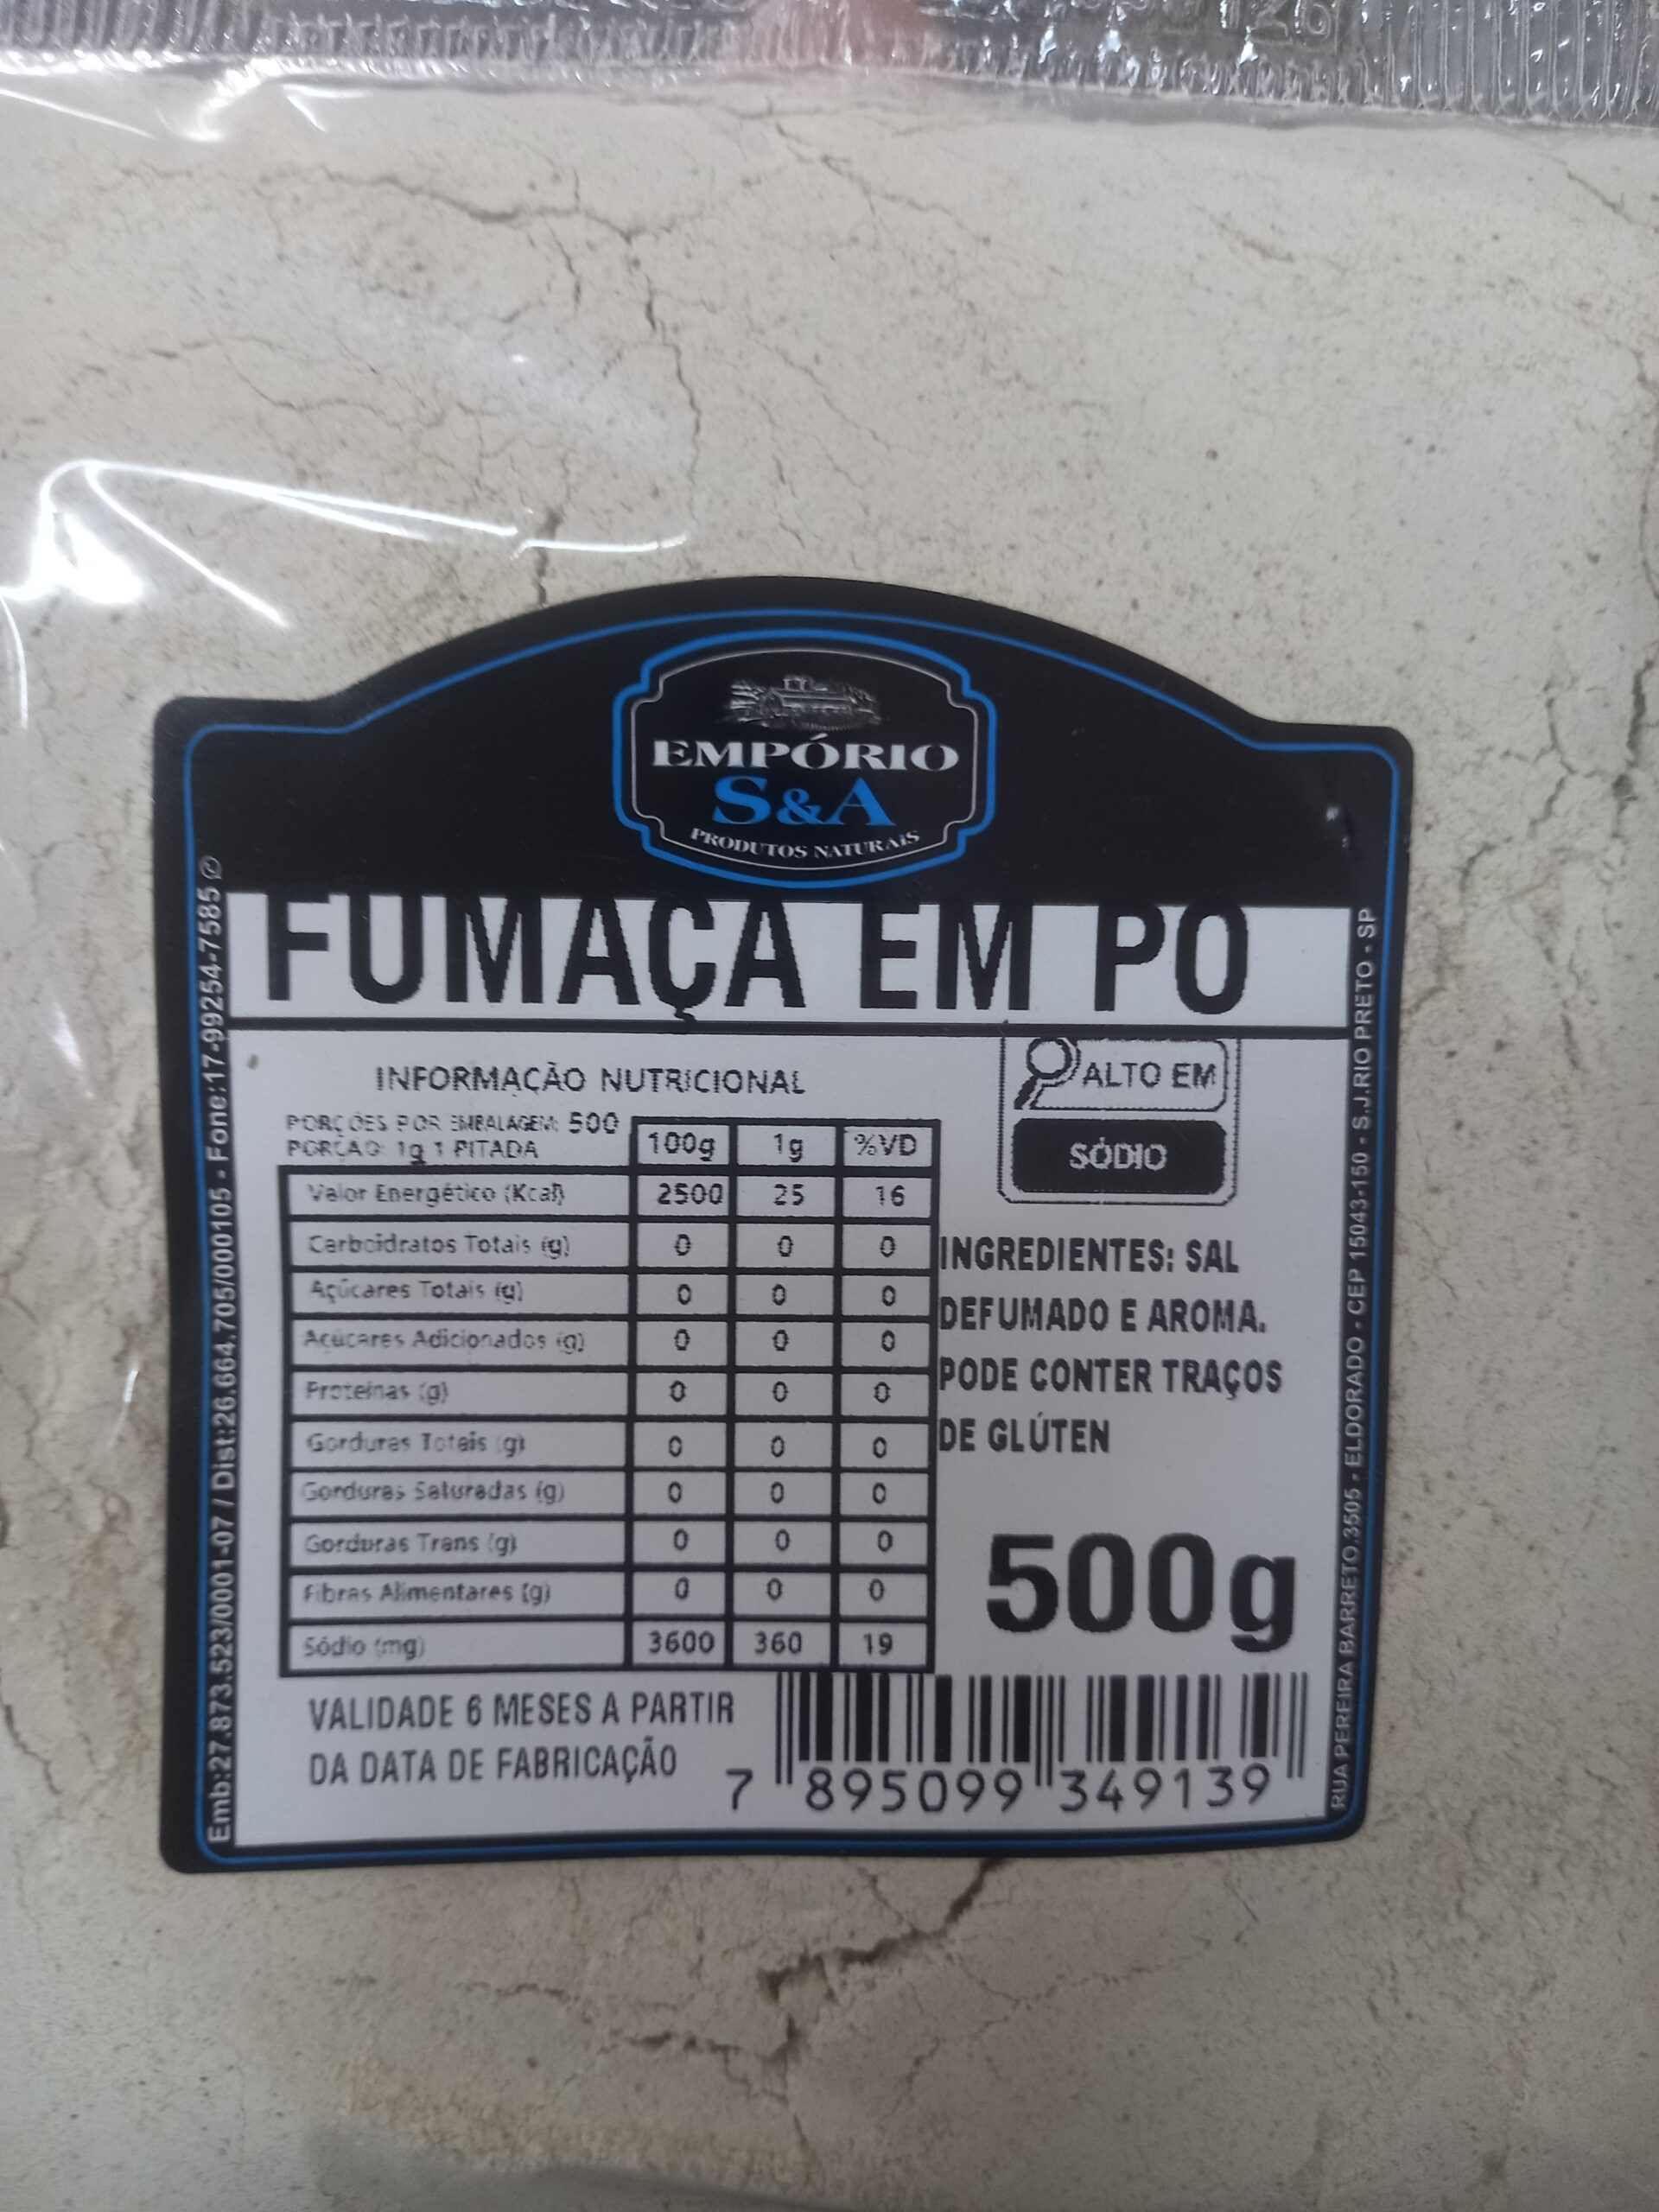 EMPÓRIO
S&A
PRODUTOS NATURAIS
FUMAÇA EM PO
INFORMAÇÃO NUTRICIONAL
PORÇÕES POR EMBALAGEM: 500
PORÇAO: 1g 1 PITADA
100g 1g %VD
Valor Energético (Kcal) 2500 25 16
Carboidratos Totais (g) 0 0 0
Açúcares Totais (g) 0 0 0
Açúcares Adicionados (g) 0 0 0
Proteínas (g) 0 0 0
Gorduras Totais (g) 0 0 0
Gorduras Saturadas (g) 0 0 0
Gorduras Trans (g) 0 0 0
Fibras Alimentares (g) 0 0 0
Sódio (mg) 3600 360 19
ALTO EM
SÓDIO
INGREDIENTES: SAL
DEFUMADO E AROMA.
PODE CONTER TRAÇOS
DE GLÚTEN
500g
VALIDADE 6 MESES A PARTIR
DA DATA DE FABRICAÇÃO
7 895099 349139
Emb:27.873.523/0001-07 / Dist:26.664.705/000105 - Fone:17-99254-7585
RUA PEREIRA BARRETO,3505 - ELDORADO - CEP 15043-150 - S.J.RIO PRETO - SP